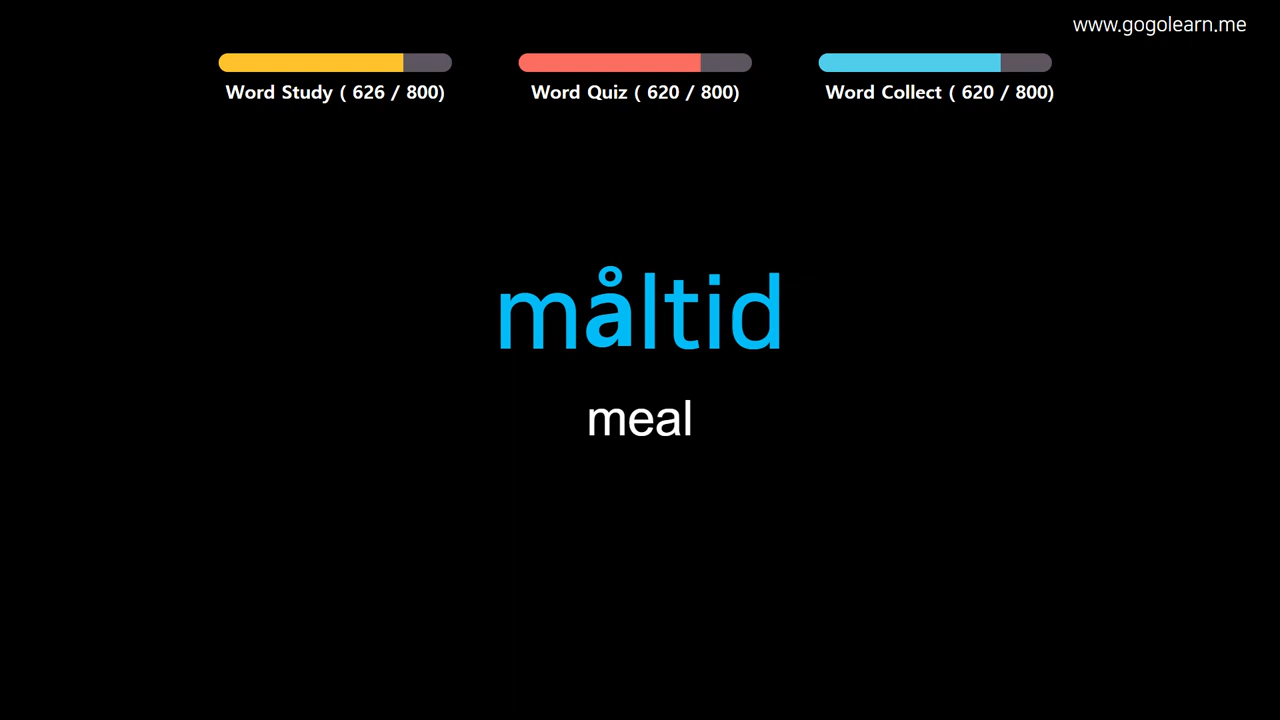 www.gogolearn.me
Word Study ( 626 / 800)
Word Quiz ( 620 / 800)
Word Collect ( 620 / 800)
måltid
meal